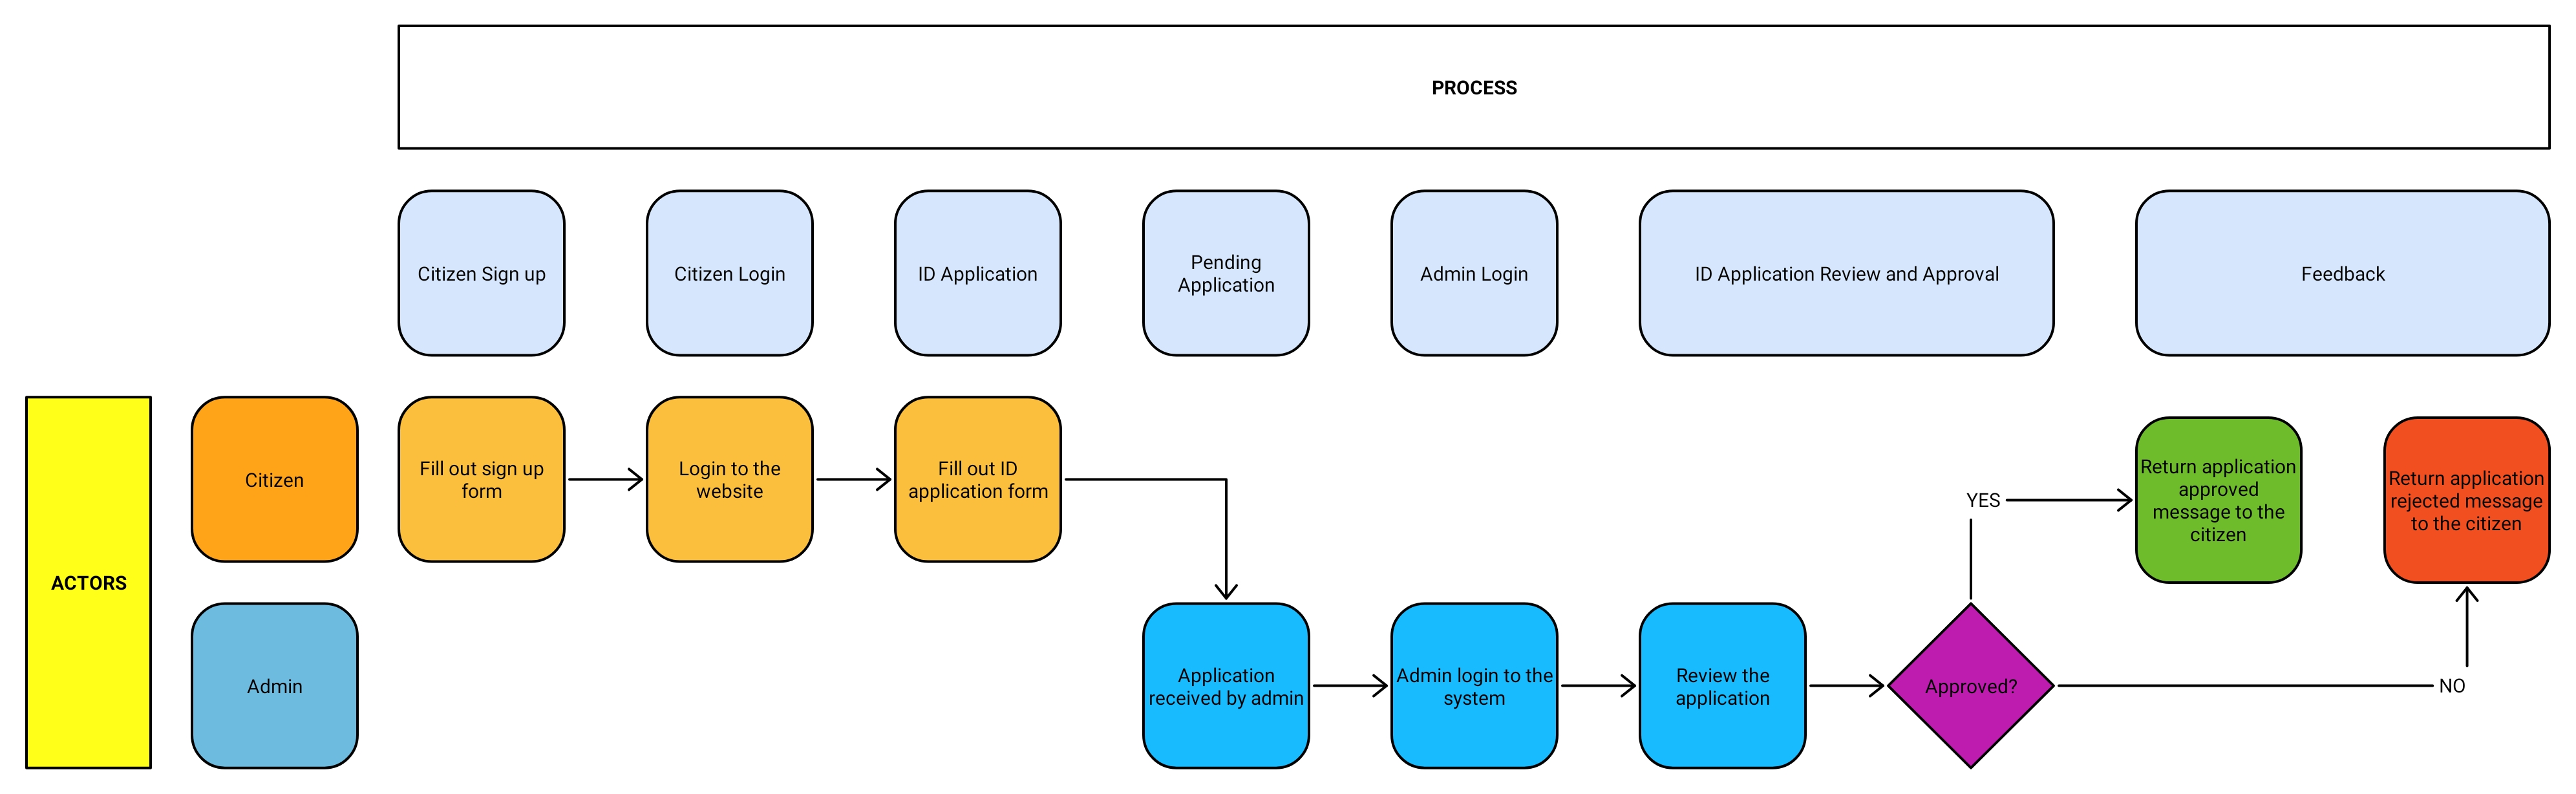 PROCESS
Citizen Sign up
Citizen Login
ID Application
Pending
Application
Admin Login
ID Application Review and Approval
Feedback
ACTORS
Citizen
Fill out sign up
form
Login to the
website
Fill out ID
application form
YES
Return application
approved
message to the
citizen
Return application
rejected message
to the citizen
Admin
Application
received by admin
Admin login to the
system
Review the
application
Approved?
NO